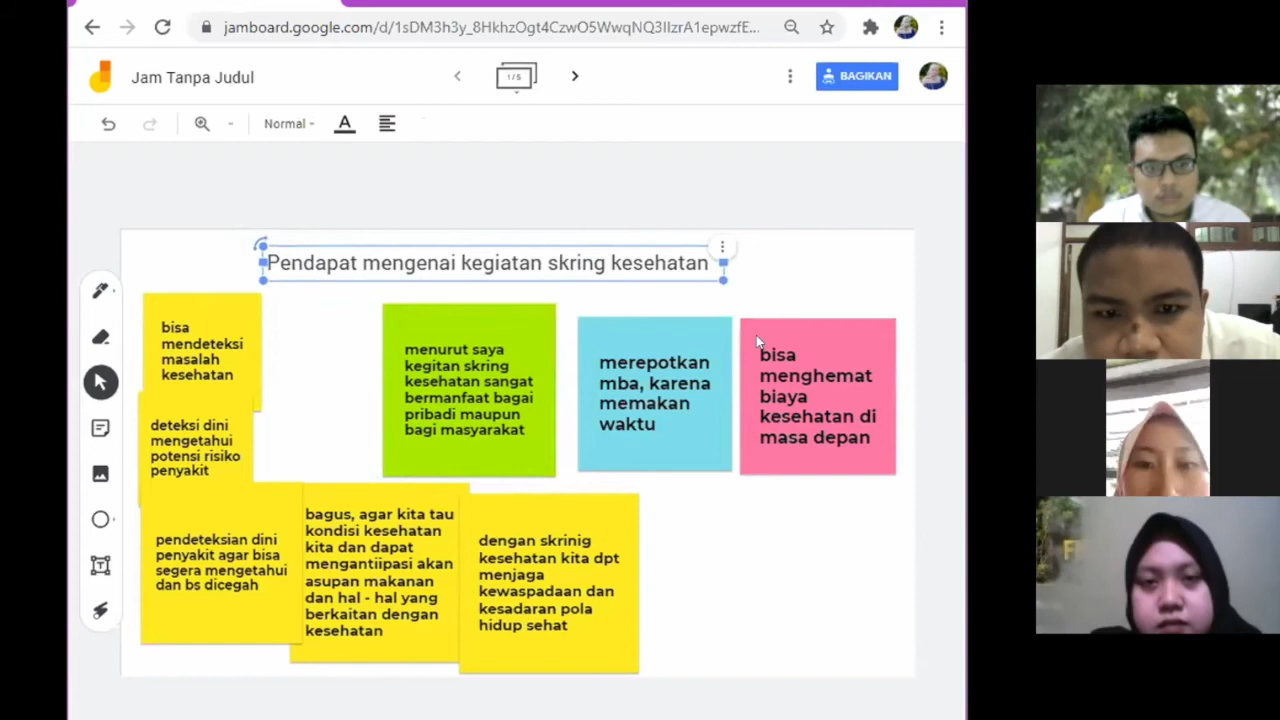 jamboard.google.com/d/1sDM3h3y_8HkhzOgt4CzwO5WwqNQ3IlzrA1epwzfE...
Jam Tanpa Judul
1/5
BAGIKAN
Normal
A
Pendapat mengenai kegiatan skring kesehatan
bisa
mendeteksi
masalah
kesehatan
deteksi dini
mengetahui
potensi risiko
penyakit
pendeteksian dini
penyakit agar bisa
segera mengetahui
dan bs dicegah
menurut saya
kegitan skring
kesehatan sangat
bermanfaat bagai
pribadi maupun
bagi masyarakat
merepotkan
mba, karena
memakan
waktu
bisa
menghemat
biaya
kesehatan di
masa depan
bagus, agar kita tau
kondisi kesehatan
kita dan dapat
mengantiipasi akan
asupan makanan
dan hal - hal yang
berkaitan dengan
kesehatan
dengan skrinig
kesehatan kita dpt
menjaga
kewaspadaan dan
kesadaran pola
hidup sehat